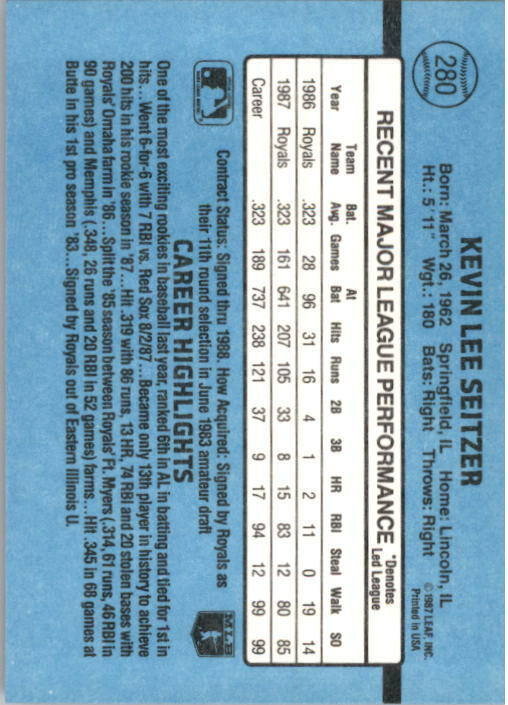 280
KEVIN LEE SEITZER
Born: March 26, 1962 Springfield, IL Home: Lincoln, IL
Ht.: 5' 11" Wgt.: 180 Bats: Right Throws: Right
©1987 LEAF, INC.
Printed in USA
RECENT MAJOR LEAGUE PERFORMANCE *Denotes Led League
Year Team Name Bat. Avg. Games At Bat Hits Runs 2B 3B HR RBI Steal Walk SO
1986 Royals .323 28 96 31 16 4 1 2 11 0 19 14
1987 Royals .323 161 641 207 105 33 8 15 83 12 80 85
Career .323 189 737 238 121 37 9 17 94 12 99 99
Contract Status: Signed thru 1988. How Acquired: Signed by Royals as
their 11th round selection in June 1983 amateur draft
MLB
CAREER HIGHLIGHTS
One of the most exciting rookies in baseball last year, ranked 6th in AL in batting and tied for 1st in
hits...Went 6-for-6 with 7 RBI vs. Red Sox 8/2/87...Became only 13th player in history to achieve
200 hits in his rookie season in '87...Hit .319 with 86 runs, 13 HR, 74 RBI and 20 stolen bases with
Royals' Omaha farm in '86...Split the '85 season between Royals' Ft. Myers (.314, 61 runs, 46 RBI in
90 games) and Memphis (.348, 26 runs and 20 RBI in 52 games) farms...Hit .345 in 68 games at
Butte in his 1st pro season '83...Signed by Royals out of Eastern Illinois U.